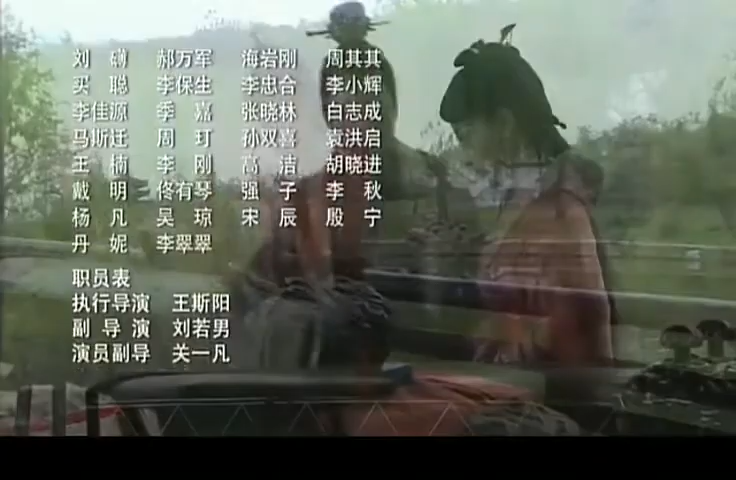 刘　　　郝万军　海岩刚　周其其
买　聪　李保生　李忠合　李小辉
李佳源　季　嘉　张晓林　白志成
马斯迁　周　玎　孙双喜　袁洪启
王　楠　李　刚　高　洁　胡晓进
戴　明　佟有琴　强　子　李　秋
杨　凡　吴　琼　宋　辰　殷　宁
丹　妮　李翠翠
职员表
执行导演　王斯阳
副 导 演　刘若男
演员副导　关一凡